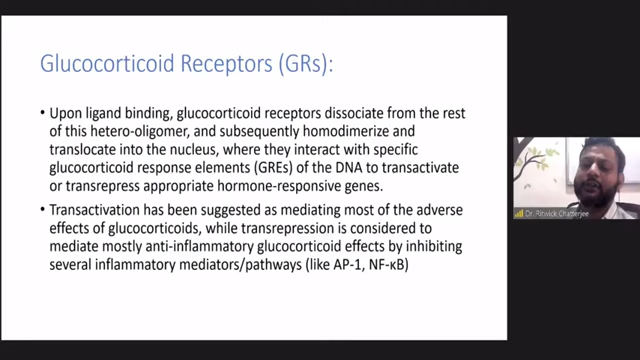 Glucocorticoid Receptors (GRs):
• Upon ligand binding, glucocorticoid receptors dissociate from the rest
of this hetero-oligomer, and subsequently homodimerize and
translocate into the nucleus, where they interact with specific
glucocorticoid response elements (GREs) of the DNA to transactivate
or transrepress appropriate hormone-responsive genes.
• Transactivation has been suggested as mediating most of the adverse
effects of glucocorticoids, while transrepression is considered to
mediate mostly anti-inflammatory glucocorticoid effects by inhibiting
several inflammatory mediators/pathways (like AP-1, NF-κB)
Dr. Ritwick Chatterjee